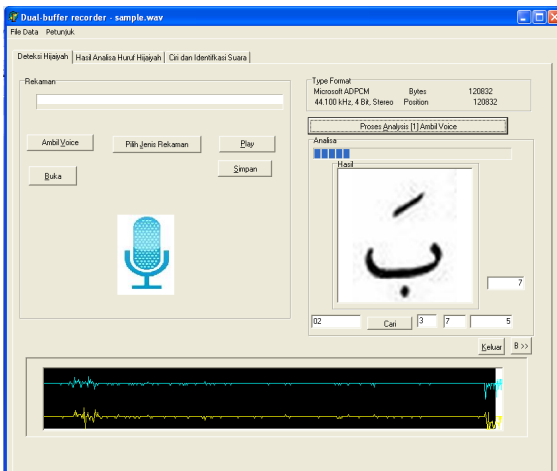 Dual-buffer recorder - sample.wav
File Data Petunjuk
Deteksi Hijaiyah Hasil Analisa Huruf Hijaiyah Ciri dan Identifkasi Suara
Rekaman
Ambil Voice Pilih Jenis Rekaman Play
Buka Simpan
Type Format
Microsoft ADPCM Bytes 120832
44.100 kHz, 4 Bit, Stereo Position 120832
Proses Analysis [1] Ambil Voice
Analisa
Hasil
بَ
7
02 Cari 3 7 5
Keluar B >>